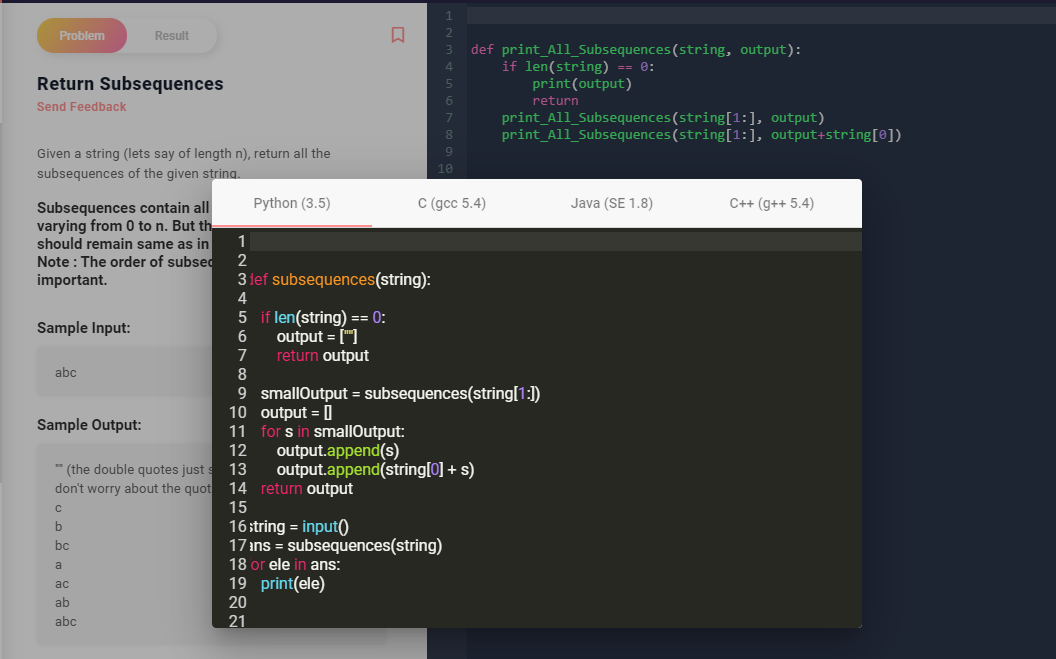 Problem
Result
Return Subsequences
Send Feedback
Given a string (lets say of length n), return all the
subsequences of the given string.
Subsequences contain all
varying from 0 to n. But th
should remain same as in
Note : The order of subsec
important.
Sample Input:
abc
Sample Output:
"" (the double quotes just s
don't worry about the quot
c
b
bc
a
ac
ab
abc
1
2
3 def print_All_Subsequences(string, output):
4 if len(string) == 0:
5 print(output)
6 return
7 print_All_Subsequences(string[1:], output)
8 print_All_Subsequences(string[1:], output+string[0])
9
10
Python (3.5)
C (gcc 5.4)
Java (SE 1.8)
C++ (g++ 5.4)
1
2
3 def subsequences(string):
4
5 if len(string) == 0:
6 output = [""]
7 return output
8
9 smallOutput = subsequences(string[1:])
10 output = []
11 for s in smallOutput:
12 output.append(s)
13 output.append(string[0] + s)
14 return output
15
16 string = input()
17 ans = subsequences(string)
18 or ele in ans:
19 print(ele)
20
21